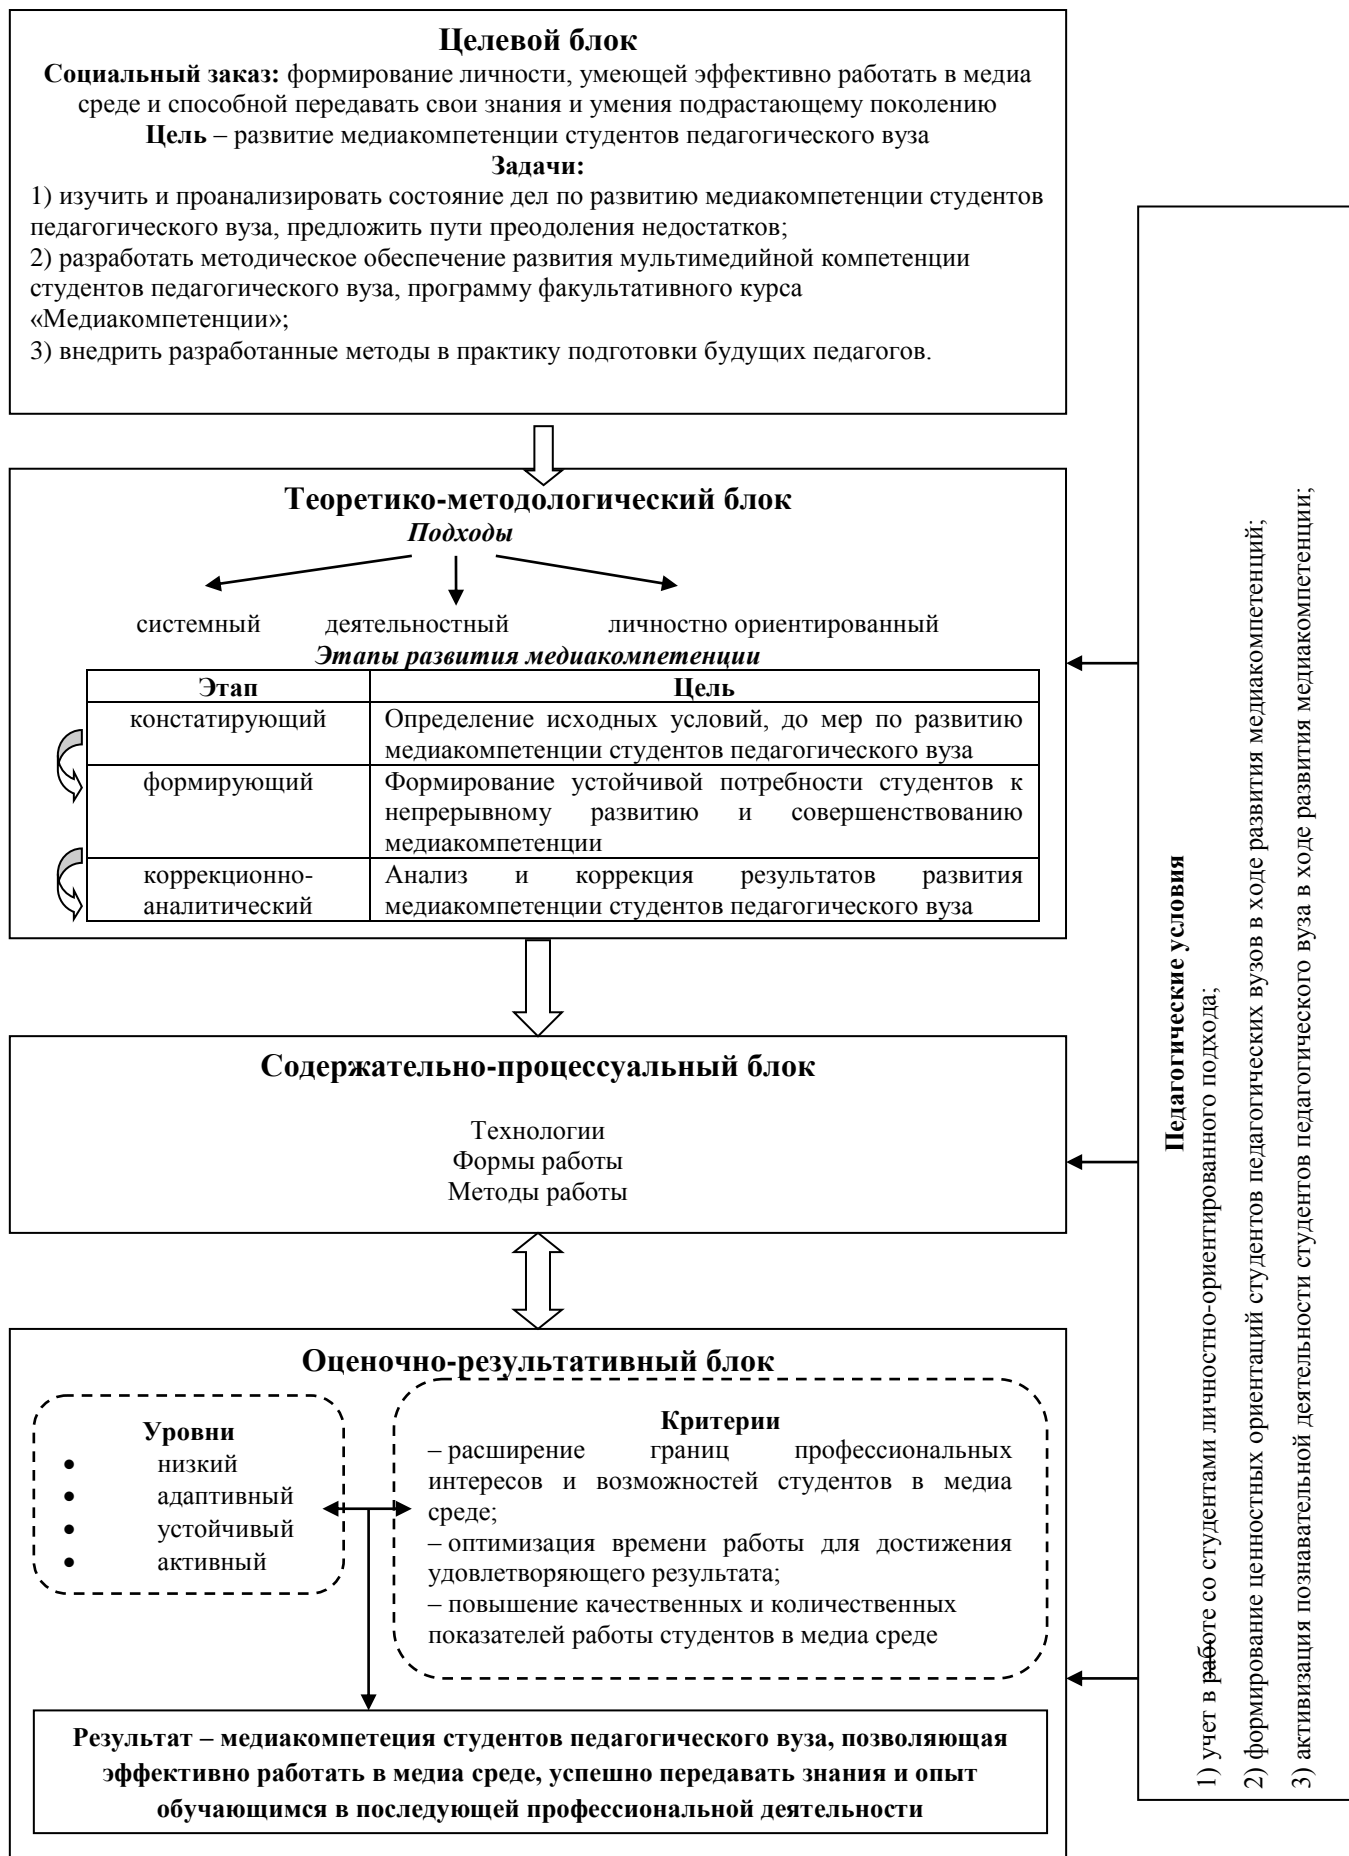 Целевой блок
Социальный заказ: формирование личности, умеющей эффективно работать в медиа
среде и способной передавать свои знания и умения подрастающему поколению
Цель – развитие медиакомпетенции студентов педагогического вуза
Задачи:
1) изучить и проанализировать состояние дел по развитию медиакомпетенции студентов
педагогического вуза, предложить пути преодоления недостатков;
2) разработать методическое обеспечение развития мультимедийной компетенции
студентов педагогического вуза, программу факультативного курса
«Медиакомпетенции»;
3) внедрить разработанные методы в практику подготовки будущих педагогов.
Теоретико-методологический блок
Подходы
системный деятельностный личностно ориентированный
Этапы развития медиакомпетенции
Этап Цель
констатирующий Определение исходных условий, до мер по развитию
медиакомпетенции студентов педагогического вуза
формирующий Формирование устойчивой потребности студентов к
непрерывному развитию и совершенствованию
медиакомпетенции
коррекционно- Анализ и коррекция результатов развития
аналитический медиакомпетенции студентов педагогического вуза
Содержательно-процессуальный блок
Технологии
Формы работы
Методы работы
Оценочно-результативный блок
Уровни
• низкий
• адаптивный
• устойчивый
• активный
Критерии
– расширение границ профессиональных
интересов и возможностей студентов в медиа
среде;
– оптимизация времени работы для достижения
удовлетворяющего результата;
– повышение качественных и количественных
показателей работы студентов в медиа среде
Результат – медиакомпетеция студентов педагогического вуза, позволяющая
эффективно работать в медиа среде, успешно передавать знания и опыт
обучающимся в последующей профессиональной деятельности
Педагогические условия
1) учет в работе со студентами личностно-ориентированного подхода;
2) формирование ценностных ориентаций студентов педагогических вузов в ходе развития медиакомпетенций;
3) активизация познавательной деятельности студентов педагогического вуза в ходе развития медиакомпетенции;